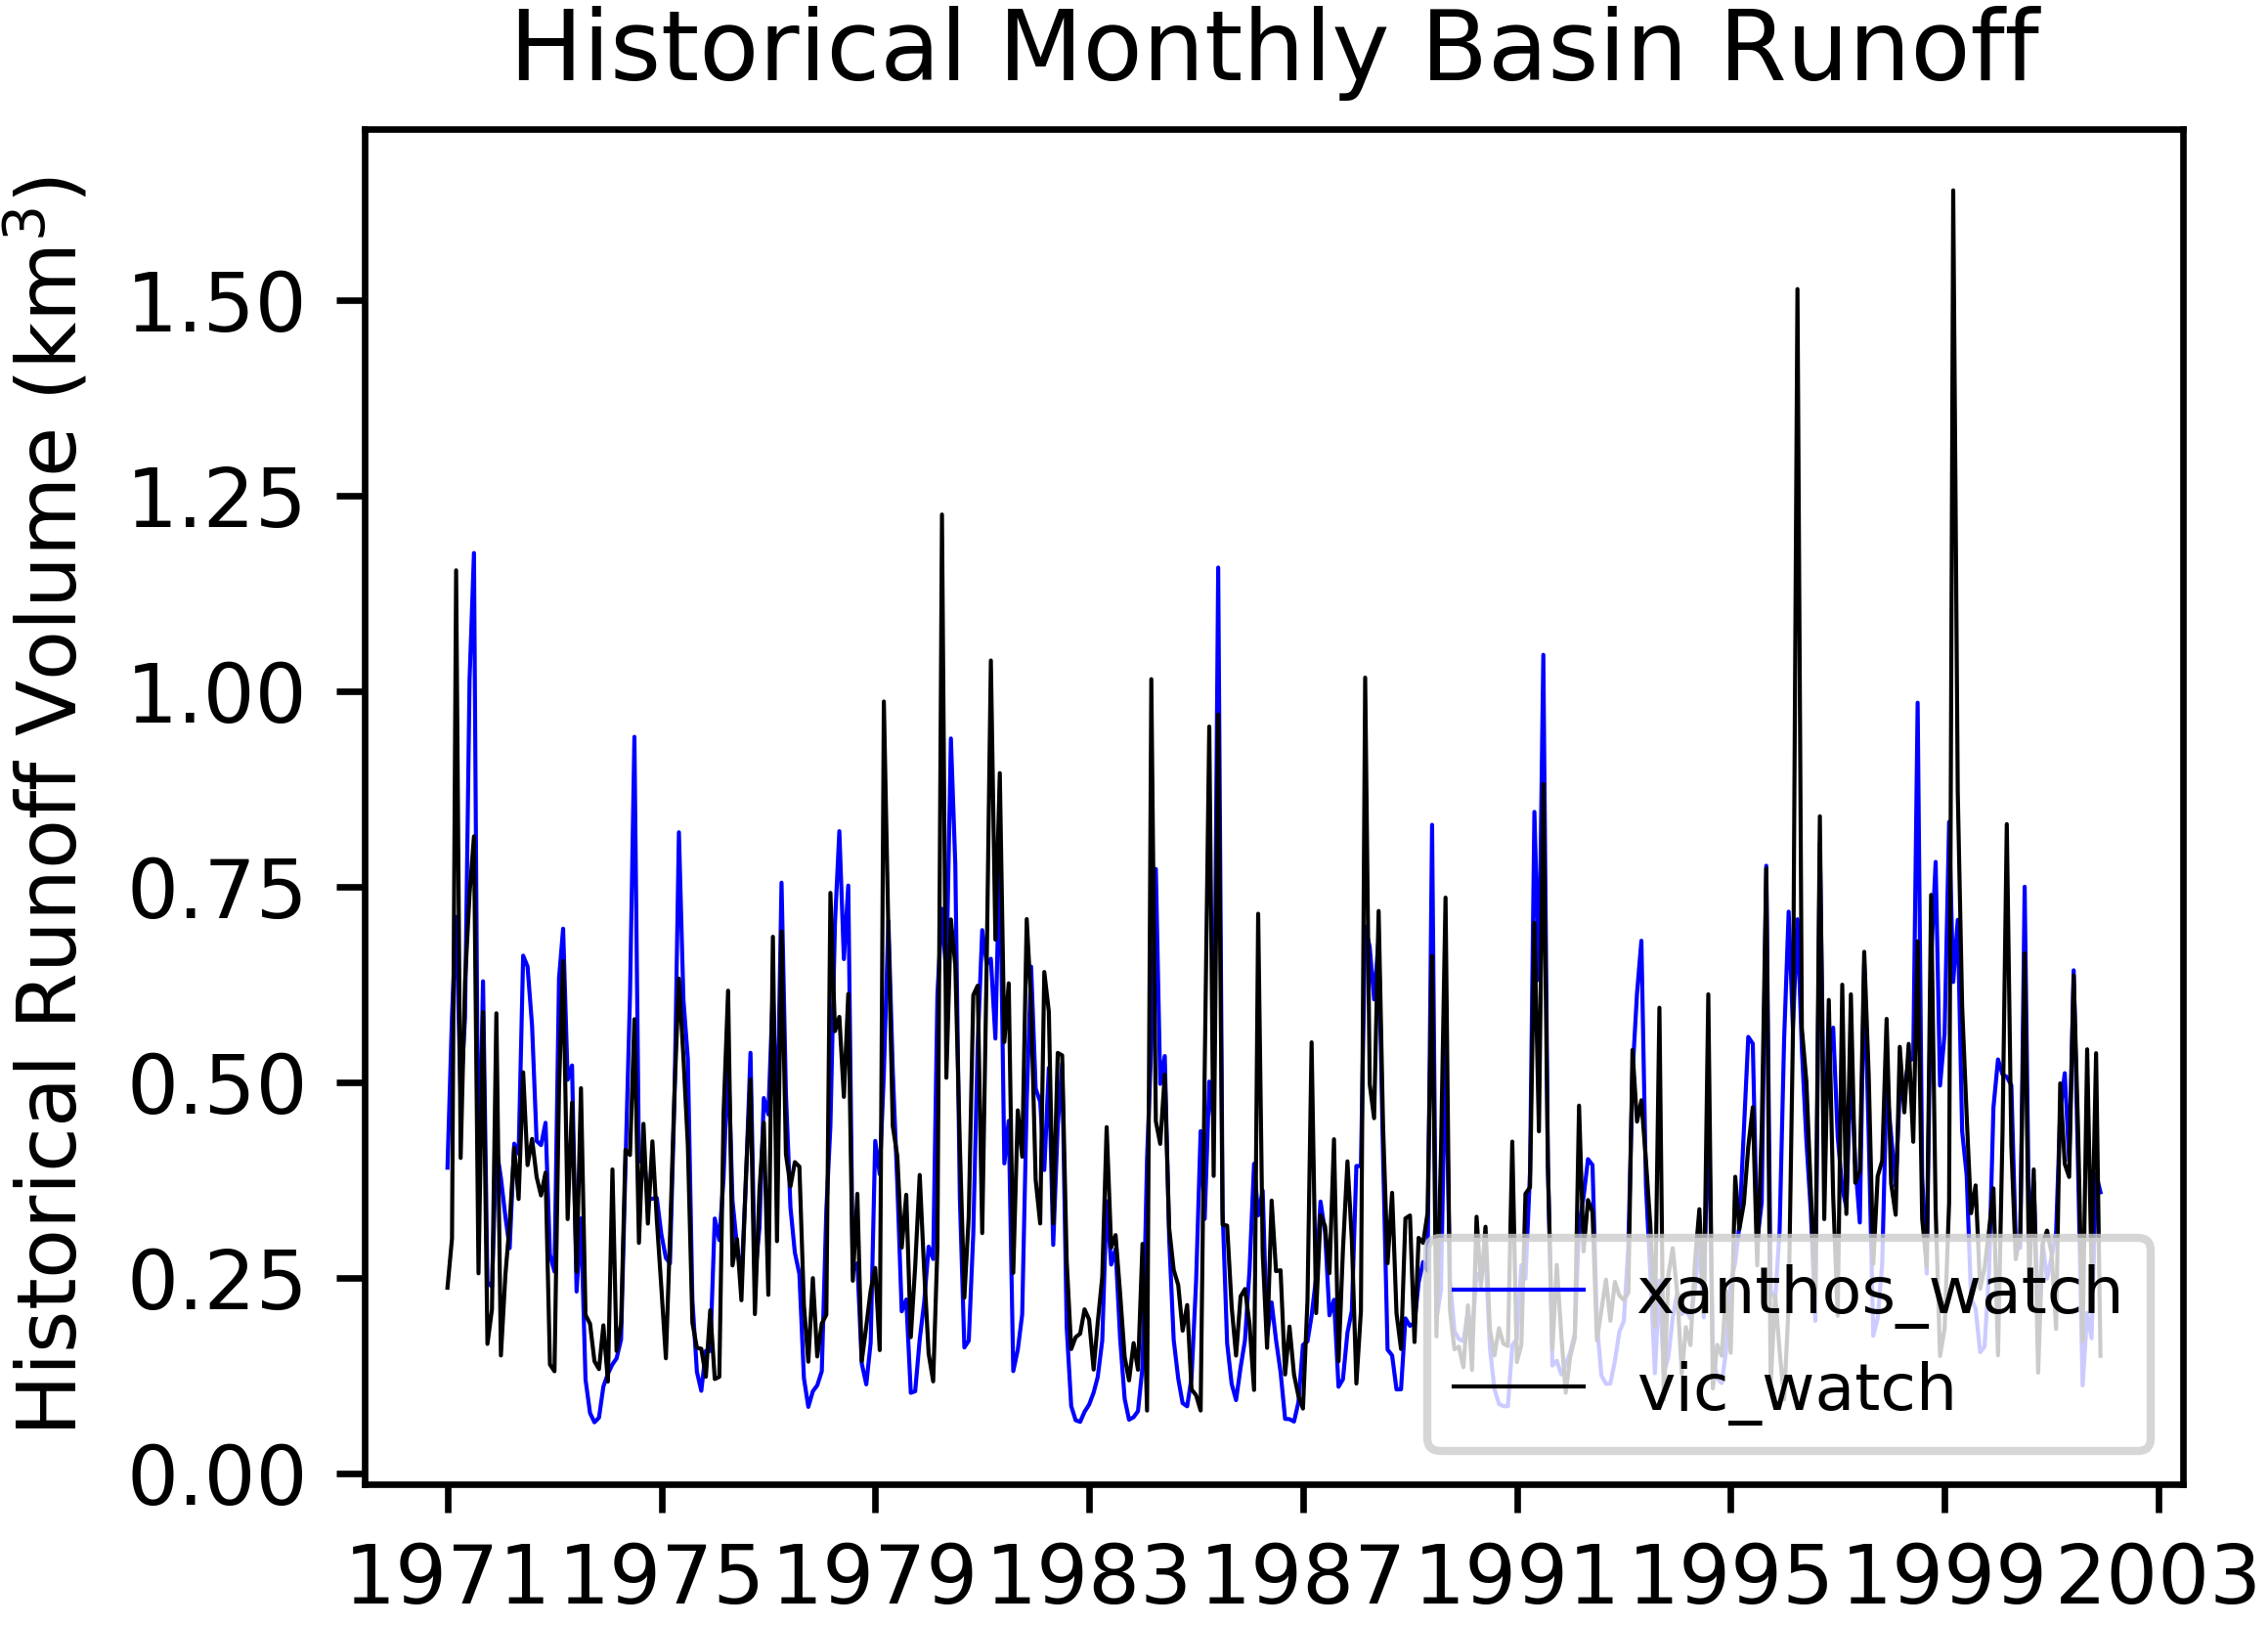 Historical Monthly Basin Runoff
Historical Runoff Volume (km³)
1.50
1.25
1.00
0.75
0.50
0.25
0.00
xanthos_watch
vic_watch
1971 1975 1979 1983 1987 1991 1995 1999 2003